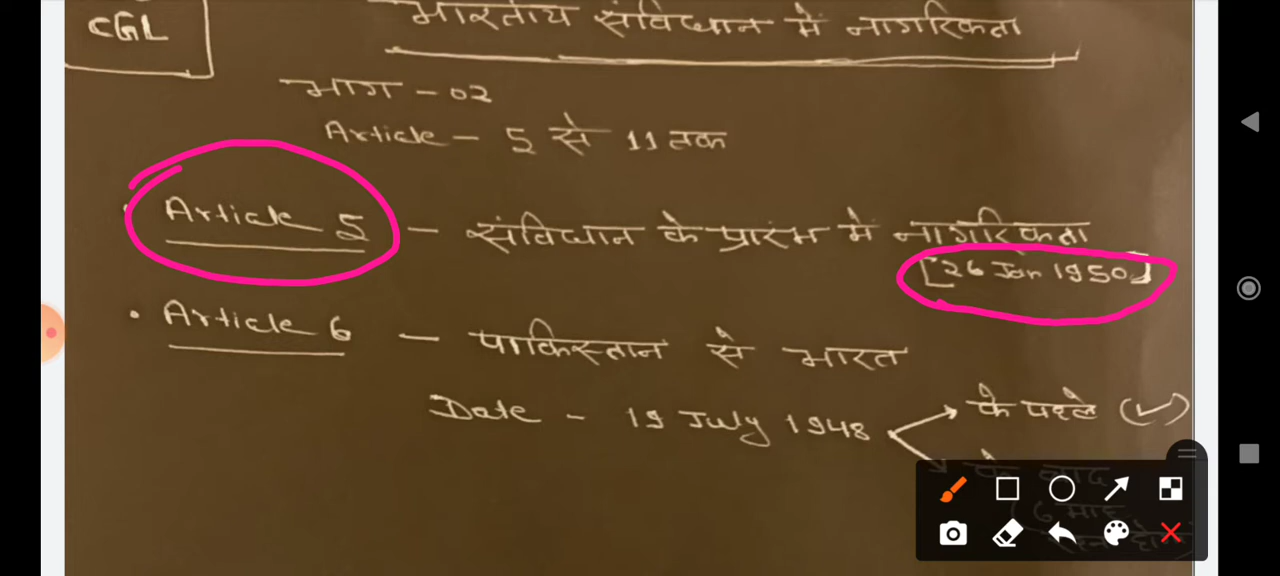 CGL
भारतीय संविधान में नागरिकता
भाग - 02
Article - 5 से 11 तक
Article 5 - संविधान के प्रारंभ में नागरिकता
[26 Jan 1950]
• Article 6 - पाकिस्तान से भारत
Date - 19 July 1948 के पहले (✓)
के बाद
(6 माह